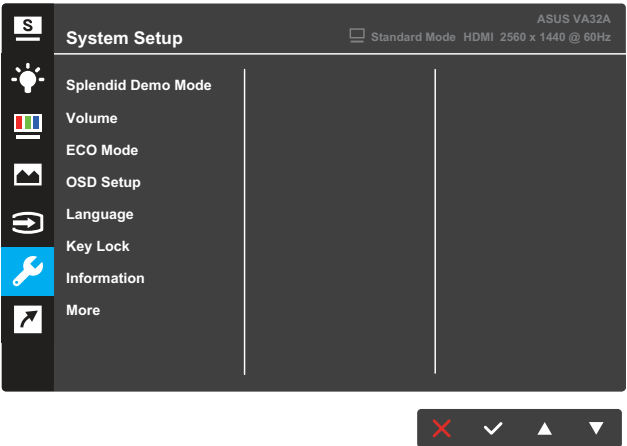 S
ASUS VA32A
System Setup
Standard Mode HDMI 2560 x 1440 @ 60Hz
Splendid Demo Mode
Volume
ECO Mode
OSD Setup
Language
Key Lock
Information
More